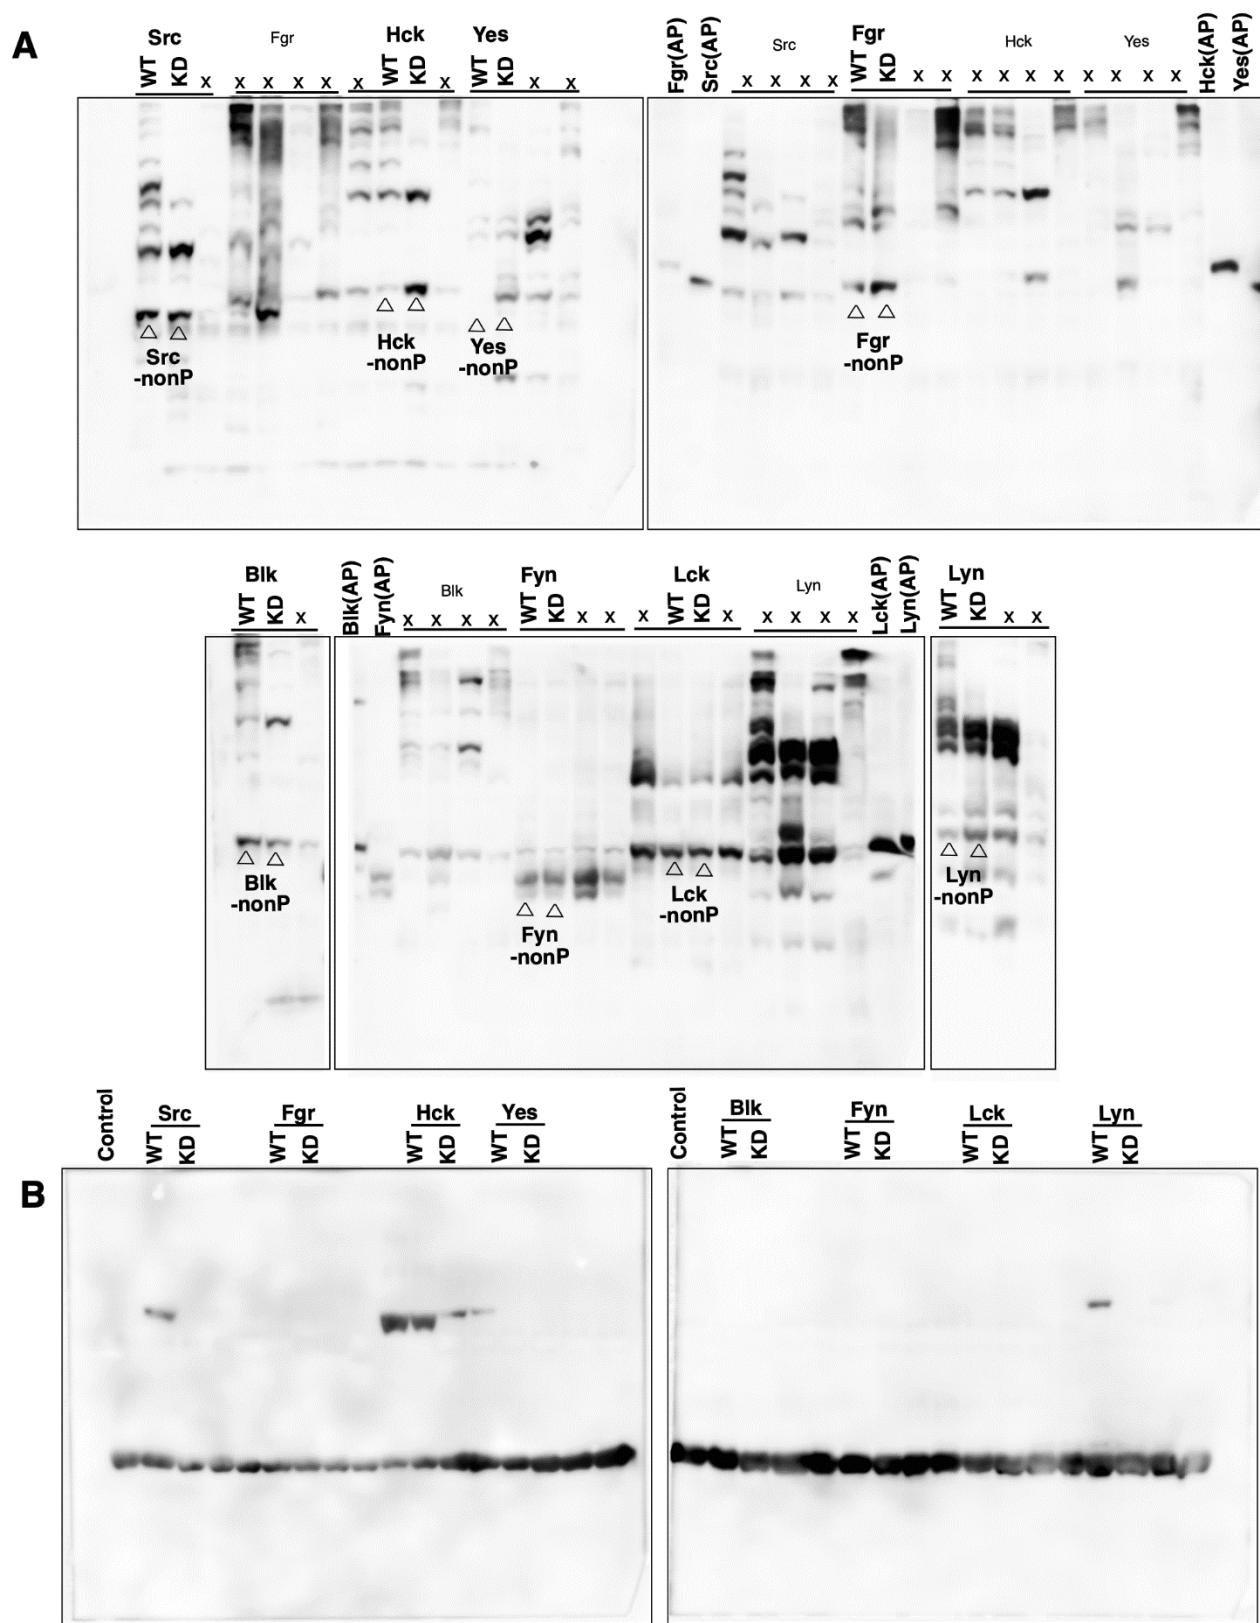 A
Src Fgr Hck Yes
WT KD x x x x x x WT KD x WT KD x x
Src
-nonP
Hck
-nonP
Yes
-nonP
Fgr(AP) Src(AP) Src Fgr Hck Yes Hck(AP) Yes(AP)
x x x x WT KD x x x x x x x x x x
Fgr
-nonP
Blk
WT KD x
Blk
-nonP
Blk(AP) Fyn(AP) Blk Fyn Lck Lyn Lck(AP) Lyn(AP)
x x x x WT KD x x x WT KD x x x x x
Fyn
-nonP
Lck
-nonP
Lyn
WT KD x x
Lyn
-nonP
B
Control Src Fgr Hck Yes
WT KD WT KD WT KD WT KD
Control Blk Fyn Lck Lyn
WT KD WT KD WT KD WT KD